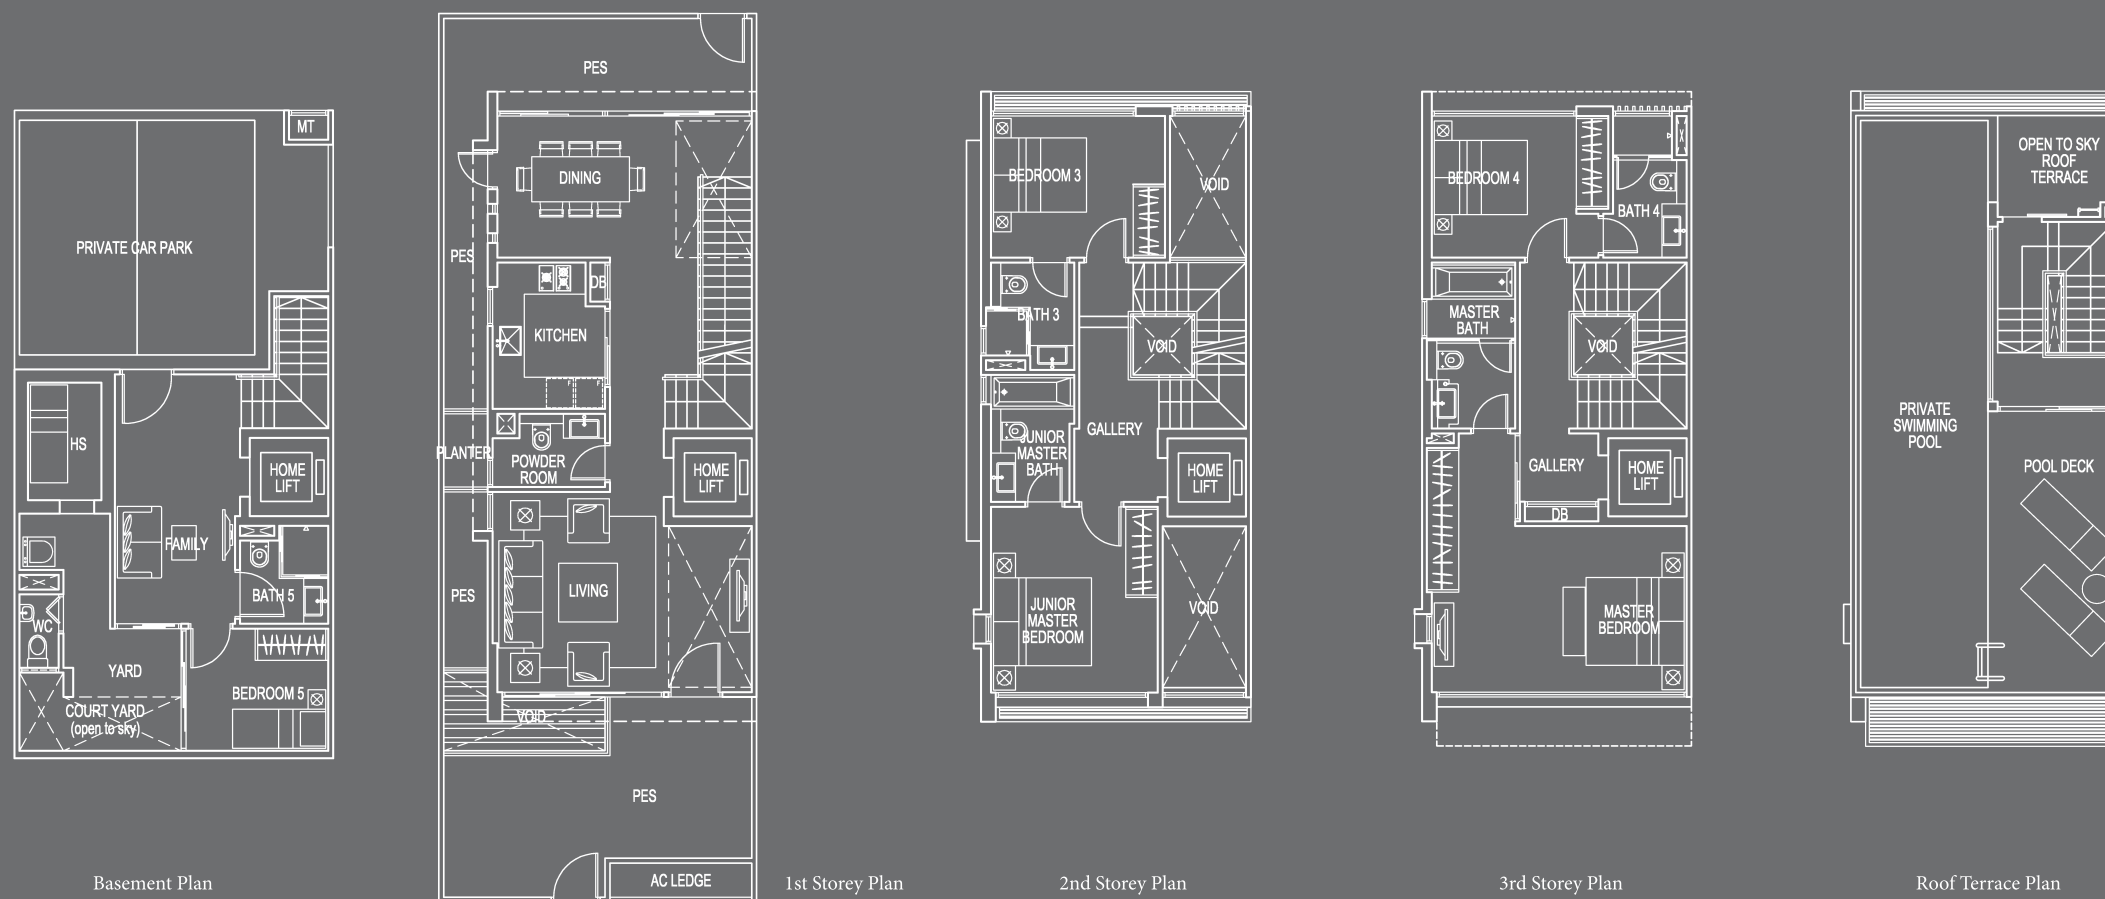 MT
PRIVATE CAR PARK
HS
HOME
LIFT
FAMILY
BATH 5
WC
YARD
BEDROOM 5
COURT YARD
(open to sky)
Basement Plan
PES
DINING
PES
DB
KITCHEN
PLANTER
POWDER
ROOM
HOME
LIFT
PES
LIVING
VOID
PES
AC LEDGE
1st Storey Plan
BEDROOM 3
VOID
BATH 3
VOID
GALLERY
JUNIOR
MASTER
BATH
HOME
LIFT
JUNIOR
MASTER
BEDROOM
VOID
2nd Storey Plan
BEDROOM 4
BATH 4
MASTER
BATH
VOID
GALLERY
HOME
LIFT
DB
MASTER
BEDROOM
3rd Storey Plan
OPEN TO SKY
ROOF
TERRACE
PRIVATE
SWIMMING
POOL
POOL DECK
Roof Terrace Plan